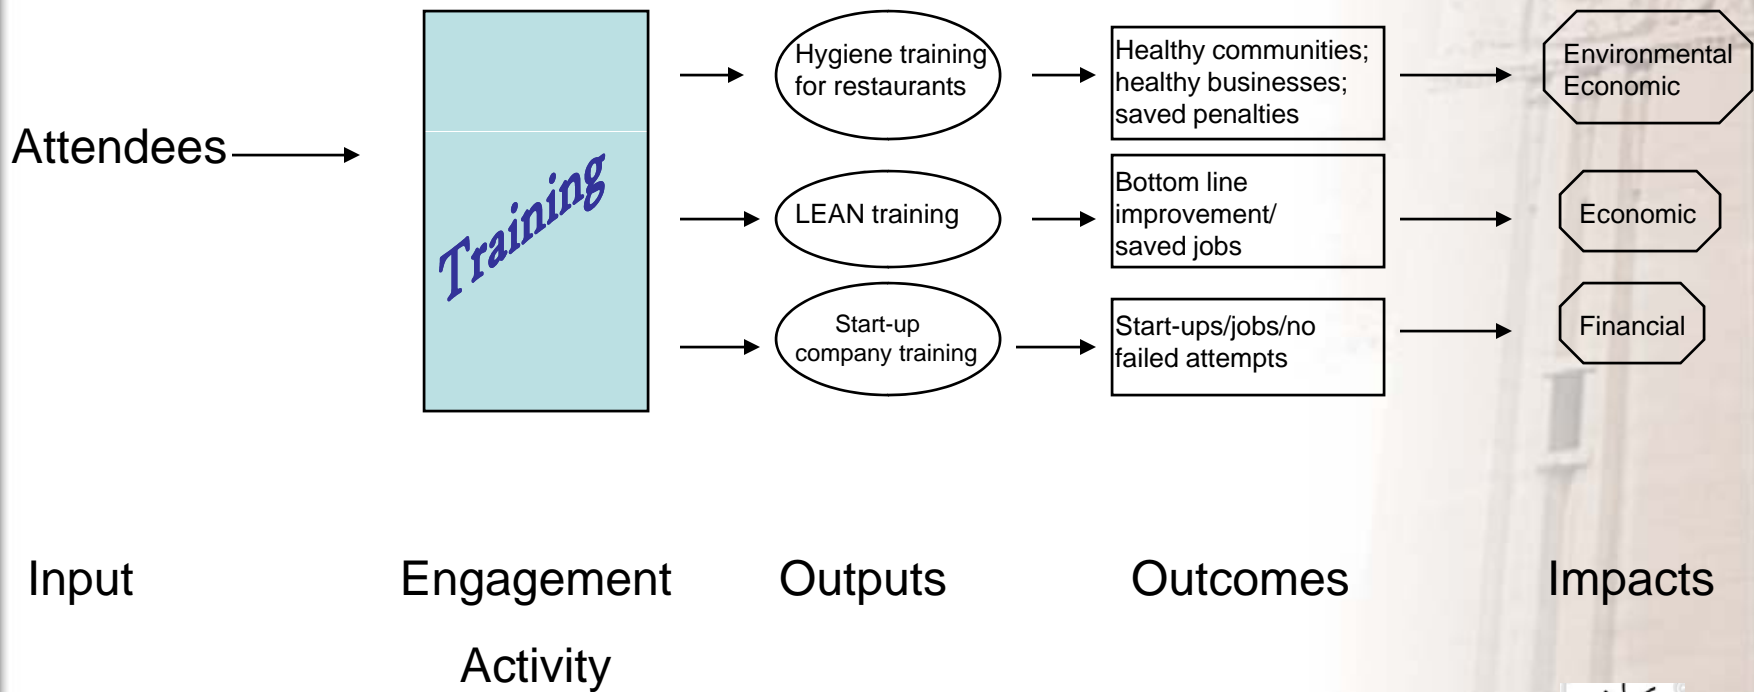 Attendees
Training
Hygiene training
for restaurants
Healthy communities;
healthy businesses;
saved penalties
Environmental
Economic
LEAN training
Bottom line
improvement/
saved jobs
Economic
Start-up
company training
Start-ups/jobs/no
failed attempts
Financial
Input
Engagement
Activity
Outputs
Outcomes
Impacts